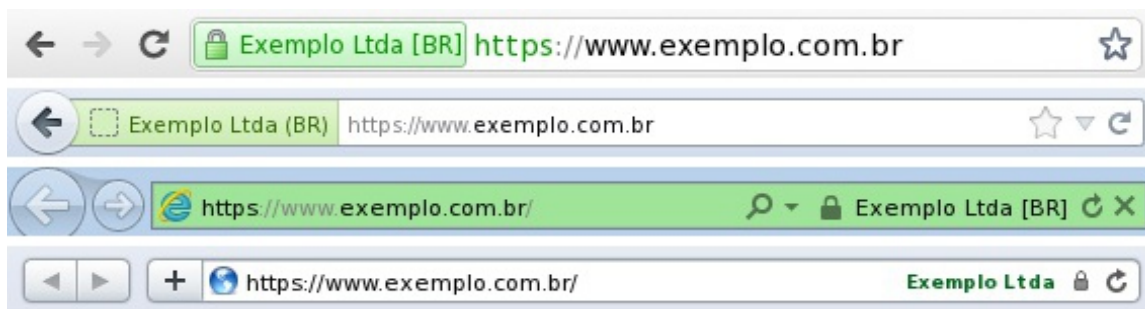 Exemplo Ltda [BR] https://www.exemplo.com.br
Exemplo Ltda (BR) https://www.exemplo.com.br
https://www.exemplo.com.br/ Exemplo Ltda [BR]
https://www.exemplo.com.br/ Exemplo Ltda